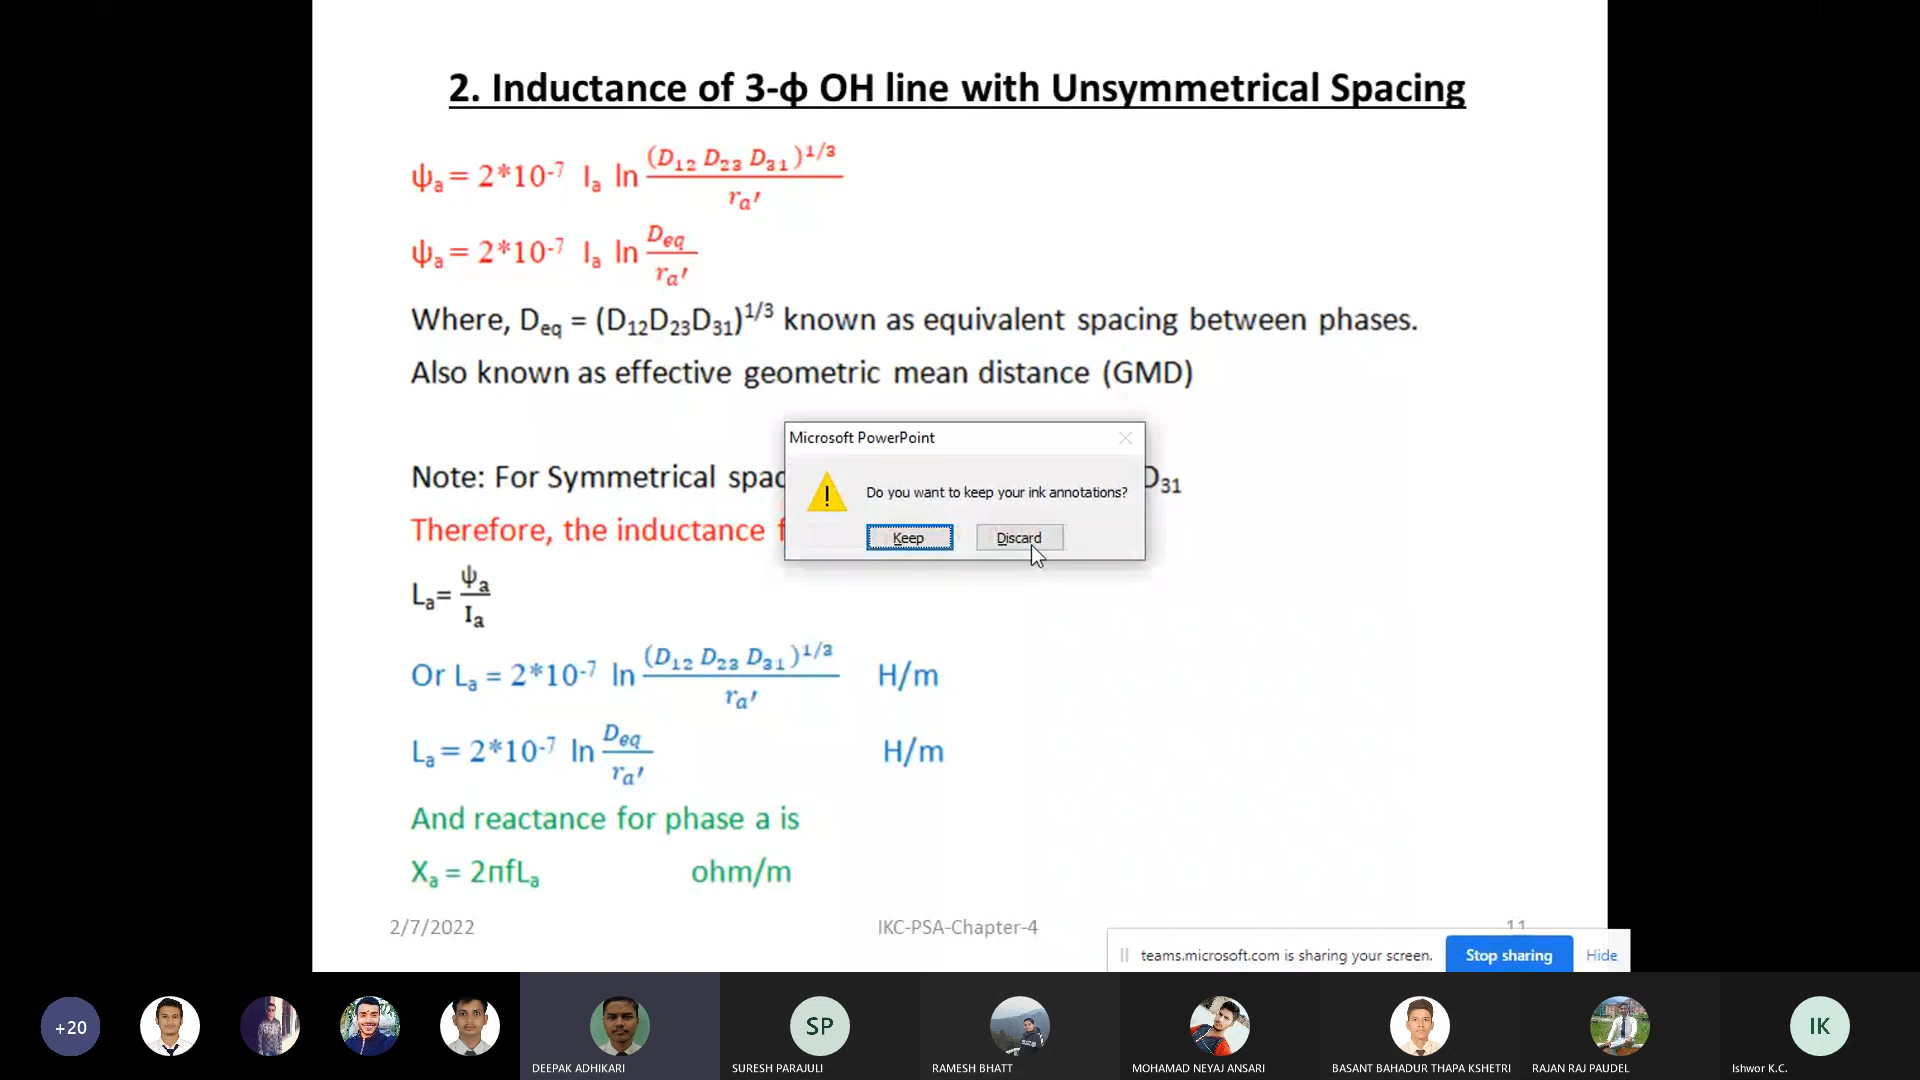 2. Inductance of 3-ф OH line with Unsymmetrical Spacing
ψa = 2*10-7 Ia ln (D12 D23 D31)1/3 / ra′
ψa = 2*10-7 Ia ln Deq / ra′
Where, Deq = (D12D23D31)1/3 known as equivalent spacing between phases.
Also known as effective geometric mean distance (GMD)
Microsoft PowerPoint
Do you want to keep your ink annotations?
Keep Discard
Note: For Symmetrical D31
Therefore, the inductance
La= ψa / Ia
Or La = 2*10-7 ln (D12 D23 D31)1/3 / ra′ H/m
La = 2*10-7 ln Deq / ra′ H/m
And reactance for phase a is
Xa = 2пfLa ohm/m
2/7/2022 IKC-PSA-Chapter-4 11
teams.microsoft.com is sharing your screen. Stop sharing Hide
+20 SP IK
DEEPAK ADHIKARI SURESH PARAJULI RAMESH BHATT MOHAMAD NEYAJ ANSARI BASANT BAHADUR THAPA KSHETRI RAJAN RAJ PAUDEL Ishwor K.C.